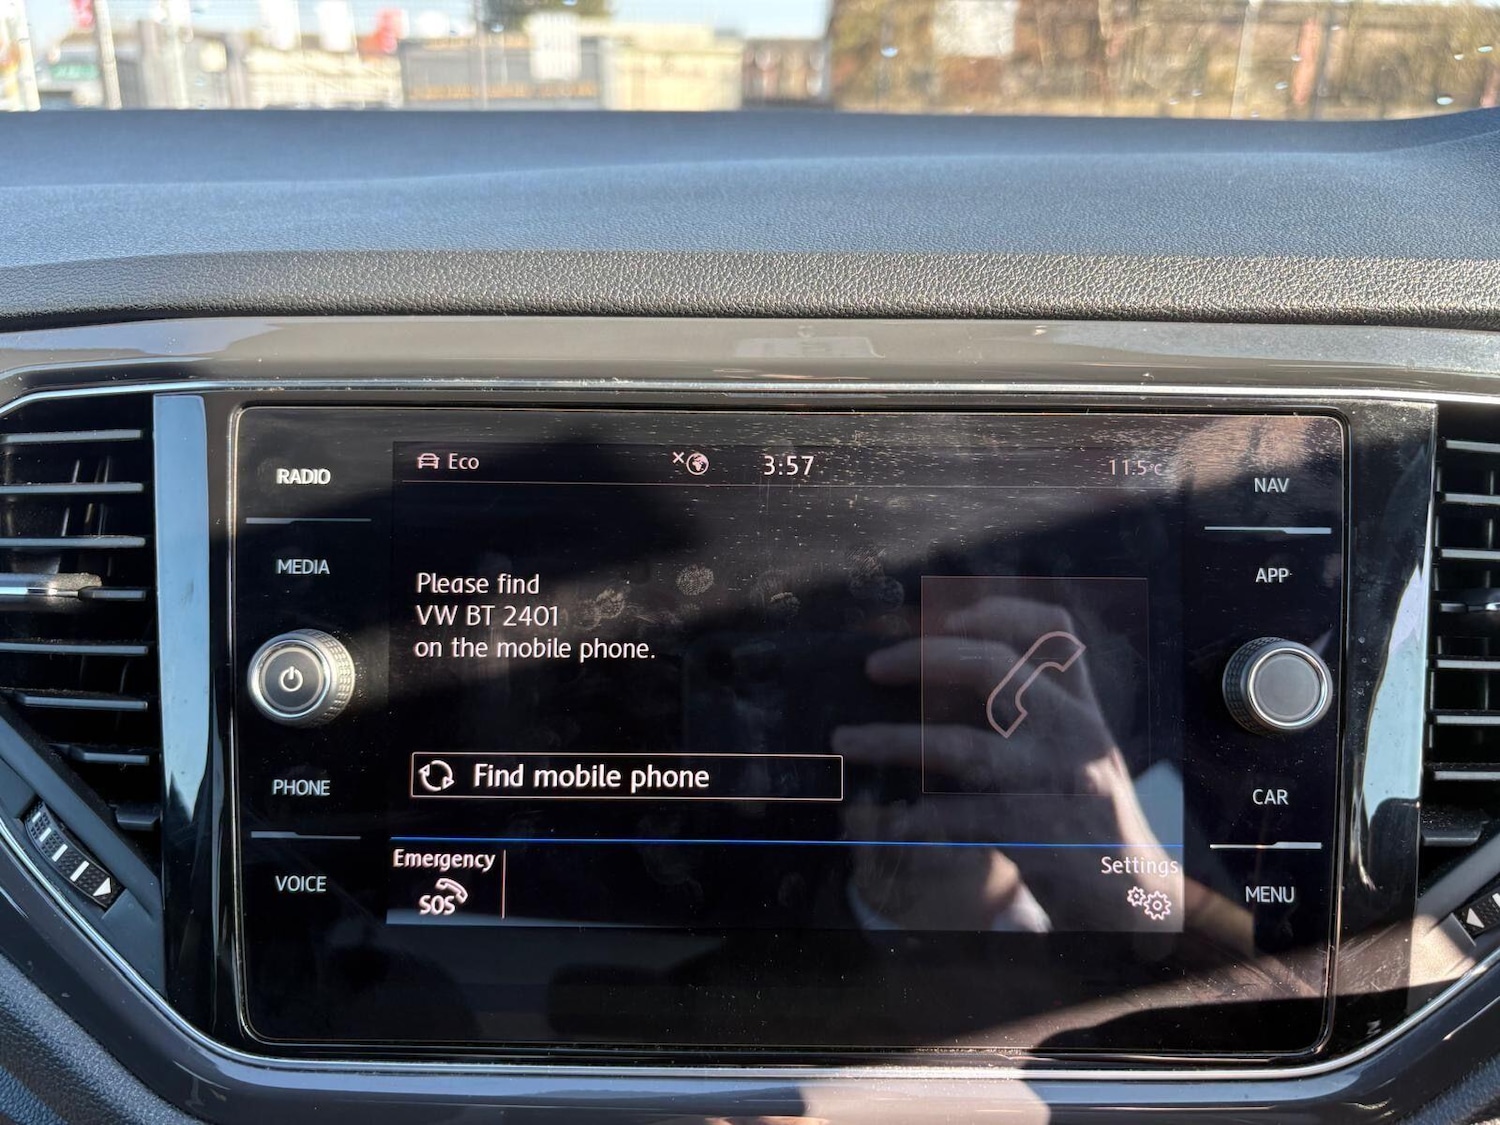 Eco
3:57
11.5°C
RADIO
MEDIA
PHONE
VOICE
Please find
VW BT 2401
on the mobile phone.
Find mobile phone
Emergency
SOS
Settings
NAV
APP
CAR
MENU